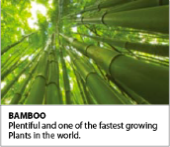 BAMBOO
Plentiful and one of the fastest growing
Plants in the world.